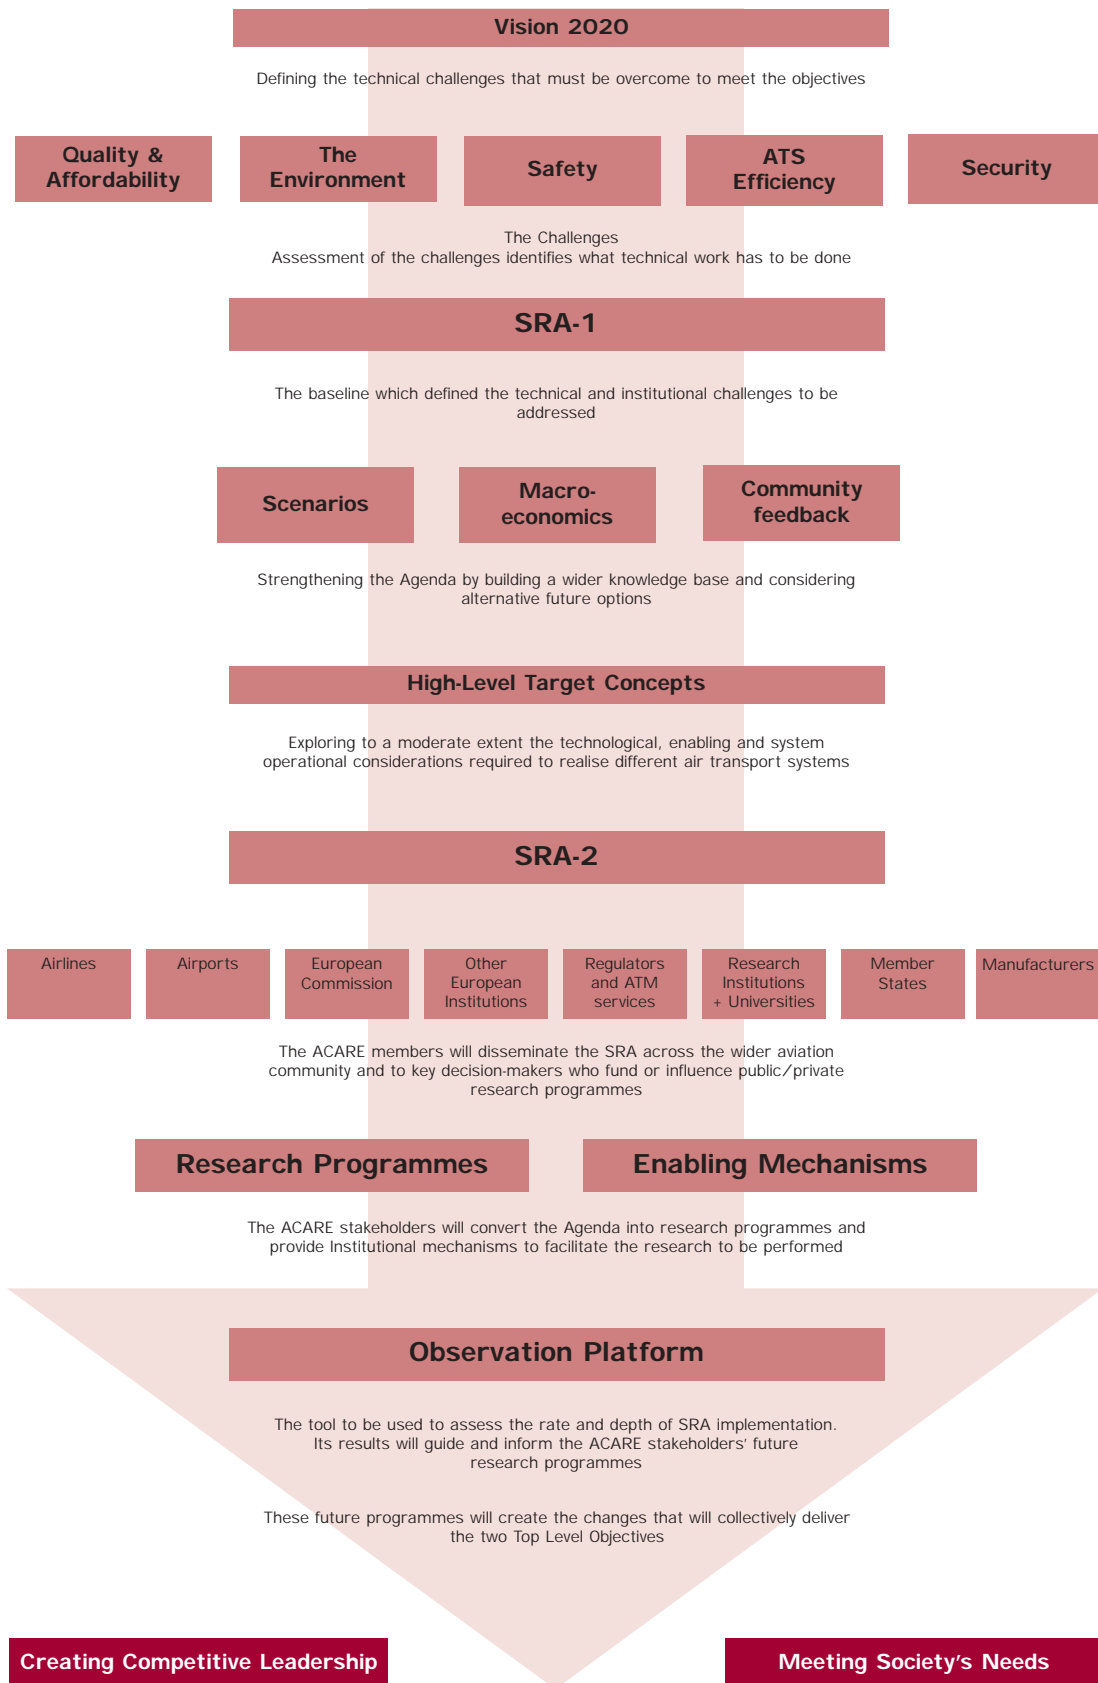 Vision 2020
Defining the technical challenges that must be overcome to meet the objectives
Quality &
Affordability
The
Environment
Safety
ATS
Efficiency
Security
The Challenges
Assessment of the challenges identifies what technical work has to be done
SRA-1
The baseline which defined the technical and institutional challenges to be
addressed
Scenarios
Macro-
economics
Community
feedback
Strengthening the Agenda by building a wider knowledge base and considering
alternative future options
High-Level Target Concepts
Exploring to a moderate extent the technological, enabling and system
operational considerations required to realise different air transport systems
SRA-2
Airlines
Airports
European
Commission
Other
European
Institutions
Regulators
and ATM
services
Research
Institutions
+ Universities
Member
States
Manufacturers
The ACARE members will disseminate the SRA across the wider aviation
community and to key decision-makers who fund or influence public/private
research programmes
Research Programmes
Enabling Mechanisms
The ACARE stakeholders will convert the Agenda into research programmes and
provide Institutional mechanisms to facilitate the research to be performed
Observation Platform
The tool to be used to assess the rate and depth of SRA implementation.
Its results will guide and inform the ACARE stakeholders’ future
research programmes
These future programmes will create the changes that will collectively deliver
the two Top Level Objectives
Creating Competitive Leadership
Meeting Society’s Needs